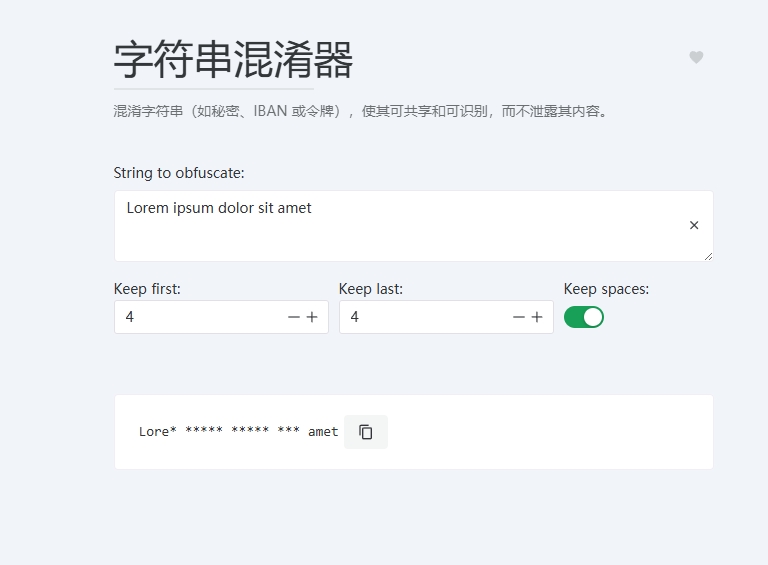 字符串混淆器
混淆字符串（如秘密、IBAN 或令牌），使其可共享和可识别，而不泄露其内容。
String to obfuscate:
Lorem ipsum dolor sit amet
Keep first:
Keep last:
Keep spaces:
4
4
Lore* ***** ***** *** amet